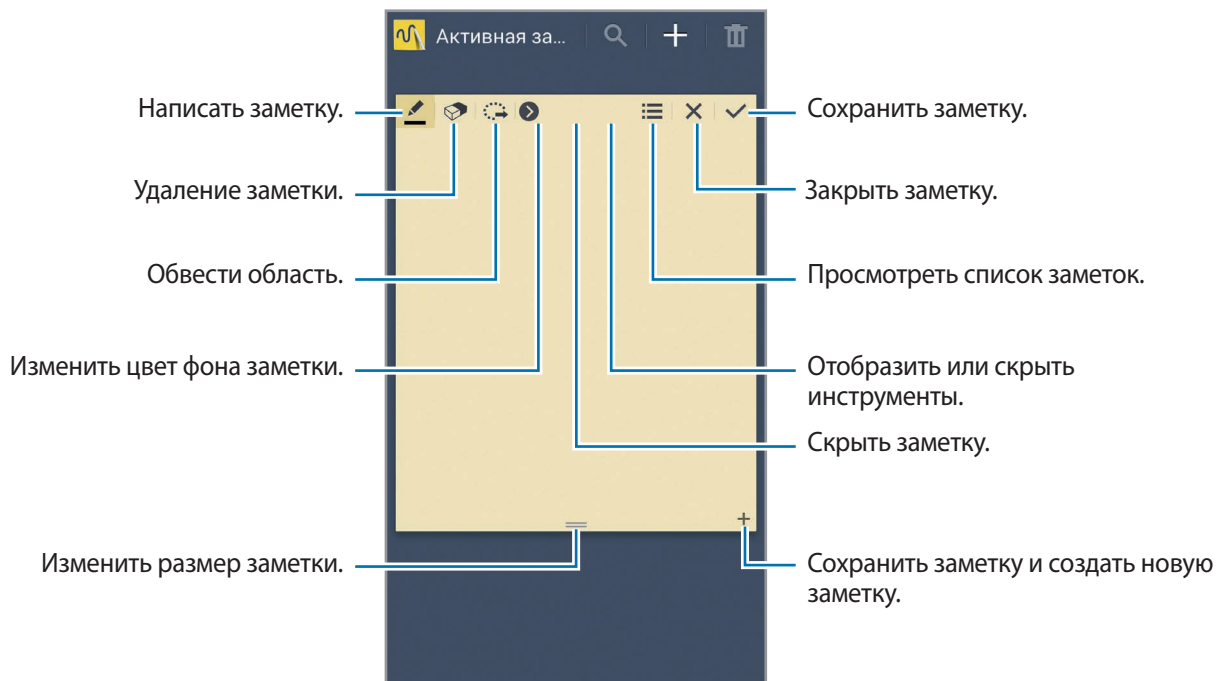 Активная за...
Написать заметку.
Сохранить заметку.
Удаление заметки.
Закрыть заметку.
Обвести область.
Просмотреть список заметок.
Изменить цвет фона заметки.
Отобразить или скрыть
инструменты.
Скрыть заметку.
Изменить размер заметки.
Сохранить заметку и создать новую
заметку.